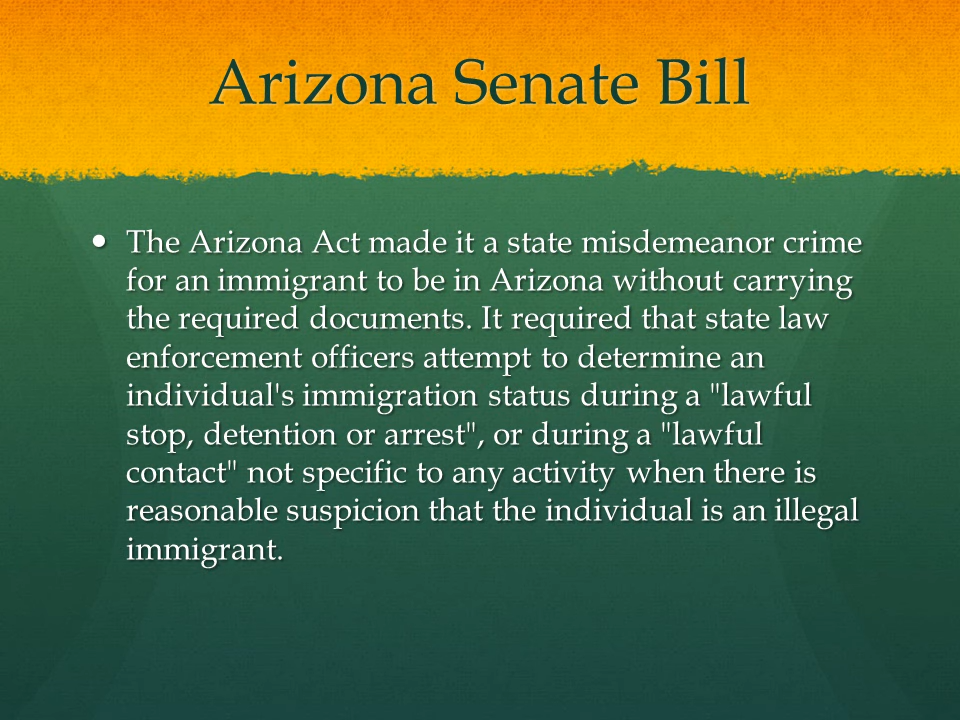 Arizona Senate Bill
• The Arizona Act made it a state misdemeanor crime
for an immigrant to be in Arizona without carrying
the required documents. It required that state law
enforcement officers attempt to determine an
individual's immigration status during a "lawful
stop, detention or arrest", or during a "lawful
contact" not specific to any activity when there is
reasonable suspicion that the individual is an illegal
immigrant.